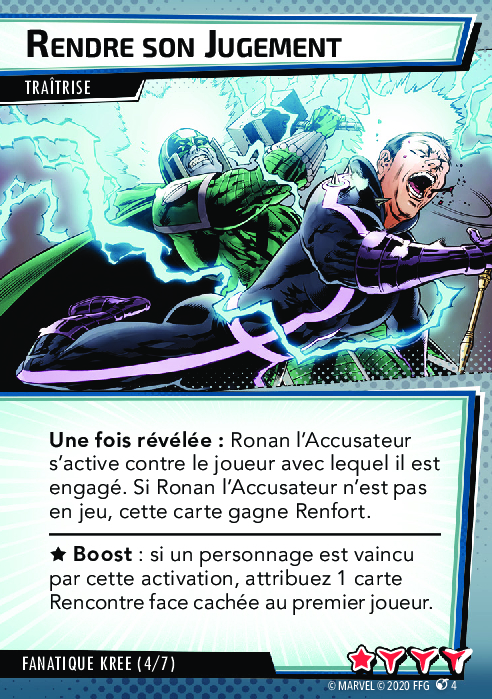 RENDRE SON JUGEMENT
TRAÎTRISE
Une fois révélée : Ronan l'Accusateur
s'active contre le joueur avec lequel il est
engagé. Si Ronan l'Accusateur n'est pas
en jeu, cette carte gagne Renfort.
★ Boost : si un personnage est vaincu
par cette activation, attribuez 1 carte
Rencontre face cachée au premier joueur.
FANATIQUE KREE (4/7)
© MARVEL © 2020 FFG 4